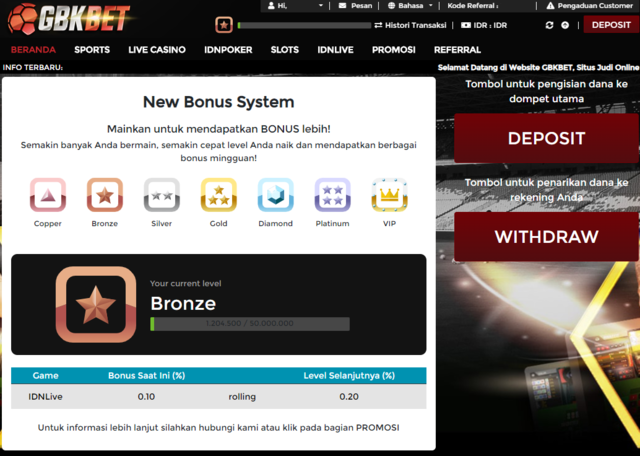 GBKBET
Hi,
Pesan
Bahasa
Kode Referral :
Pengaduan Customer
Histori Transaksi
IDR : IDR
DEPOSIT
BERANDA SPORTS LIVE CASINO IDNPOKER SLOTS IDNLIVE PROMOSI REFERRAL
INFO TERBARU:
Selamat Datang di Website GBKBET, Situs Judi Online
New Bonus System
Mainkan untuk mendapatkan BONUS lebih!
Semakin banyak Anda bermain, semakin cepat level Anda naik dan mendapatkan berbagai
bonus mingguan!
Copper Bronze Silver Gold Diamond Platinum VIP
Your current level
Bronze
1.204.500 / 50.000.000
Game Bonus Saat Ini (%) Level Selanjutnya (%)
IDNLive 0.10 rolling 0.20
Untuk informasi lebih lanjut silahkan hubungi kami atau klik pada bagian PROMOSI
Tombol untuk pengisian dana ke
dompet utama
DEPOSIT
Tombol untuk penarikan dana ke
rekening Anda
WITHDRAW